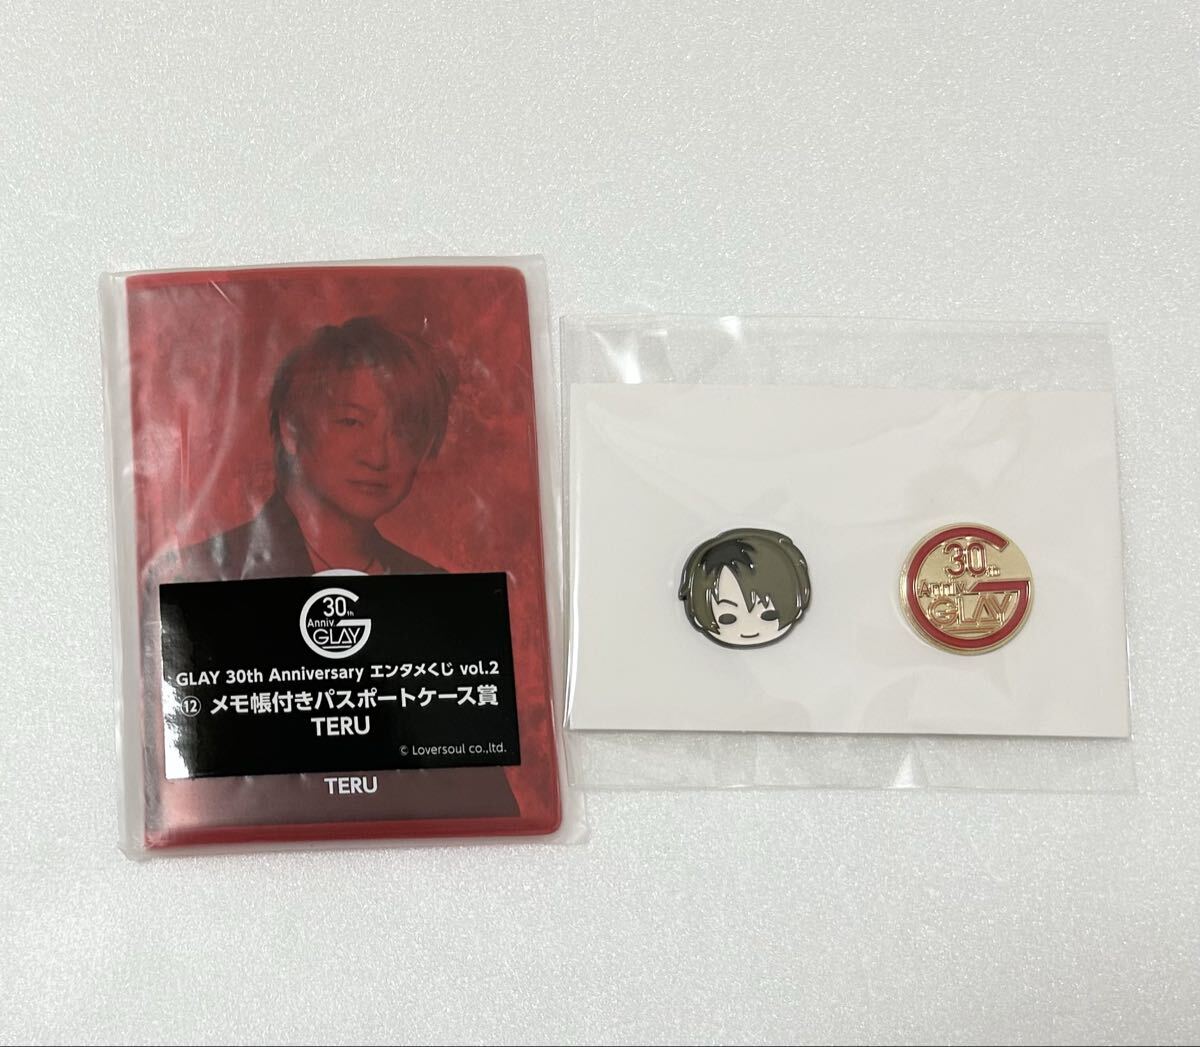 30th
Anniv.
GLAY
GLAY 30th Anniversary エンタメくじ vol.2
⑫ メモ帳付きパスポートケース賞
TERU
© Loversoul co.,ltd.
TERU
30th
Anniv.
GLAY